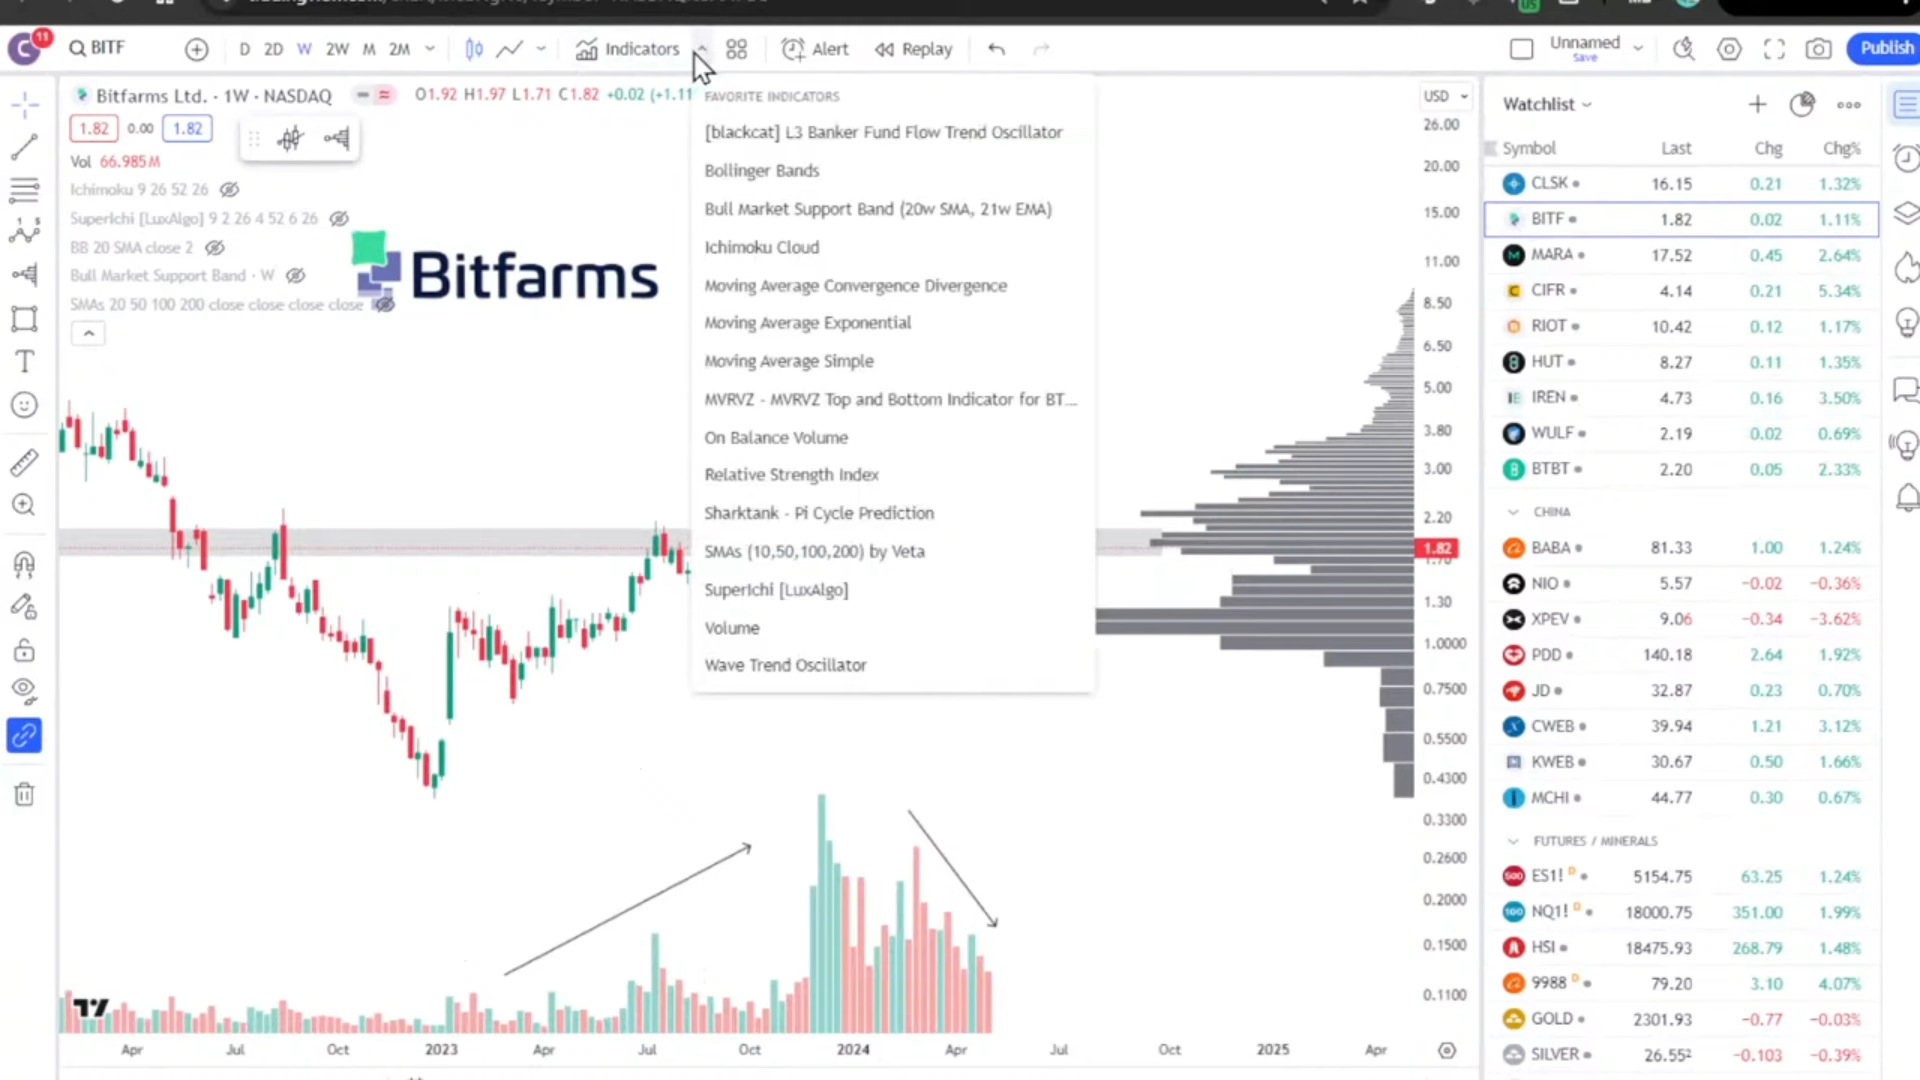 C 11 BITF D 2D W 2W M 2M Indicators Alert Replay Unnamed Save Publish
Bitfarms Ltd. · 1W · NASDAQ O1.92 H1.97 L1.71 C1.82 +0.02 (+1.11
1.82 0.00 1.82
Vol 66.985M
Ichimoku 9 26 52 26
SuperIchi [LuxAlgo] 9 2 26 4 52 6 26
BB 20 SMA close 2
Bull Market Support Band · W
SMAs 20 50 100 200 close close close close
Bitfarms
FAVORITE INDICATORS
[blackcat] L3 Banker Fund Flow Trend Oscillator
Bollinger Bands
Bull Market Support Band (20w SMA, 21w EMA)
Ichimoku Cloud
Moving Average Convergence Divergence
Moving Average Exponential
Moving Average Simple
MVRVZ - MVRVZ Top and Bottom Indicator for BT...
On Balance Volume
Relative Strength Index
Sharktank - Pi Cycle Prediction
SMAs (10,50,100,200) by Veta
SuperIchi [LuxAlgo]
Volume
Wave Trend Oscillator
USD
26.00
20.00
15.00
11.00
8.50
6.50
5.00
3.80
3.00
2.20
1.82
1.30
1.0000
0.7500
0.5500
0.4300
0.3300
0.2600
0.2000
0.1500
0.1100
Apr Jul Oct 2023 Apr Jul Oct 2024 Apr Jul Oct 2025 Apr
Watchlist
Symbol Last Chg Chg%
CLSK 16.15 0.21 1.32%
BITF 1.82 0.02 1.11%
MARA 17.52 0.45 2.64%
CIFR 4.14 0.21 5.34%
RIOT 10.42 0.12 1.17%
HUT 8.27 0.11 1.35%
IREN 4.73 0.16 3.50%
WULF 2.19 0.02 0.69%
BTBT 2.20 0.05 2.33%
CHINA
BABA 81.33 1.00 1.24%
NIO 5.57 −0.02 −0.36%
XPEV 9.06 −0.34 −3.62%
PDD 140.18 2.64 1.92%
JD 32.87 0.23 0.70%
CWEB 39.94 1.21 3.12%
KWEB 30.67 0.50 1.66%
MCHI 44.77 0.30 0.67%
FUTURES / MINERALS
500 ES1! D 5154.75 63.25 1.24%
100 NQ1! D 18000.75 351.00 1.99%
HSI 18475.93 268.79 1.48%
9988 D 79.20 3.10 4.07%
GOLD 2301.93 −0.77 −0.03%
SILVER 26.55² −0.103 −0.39%